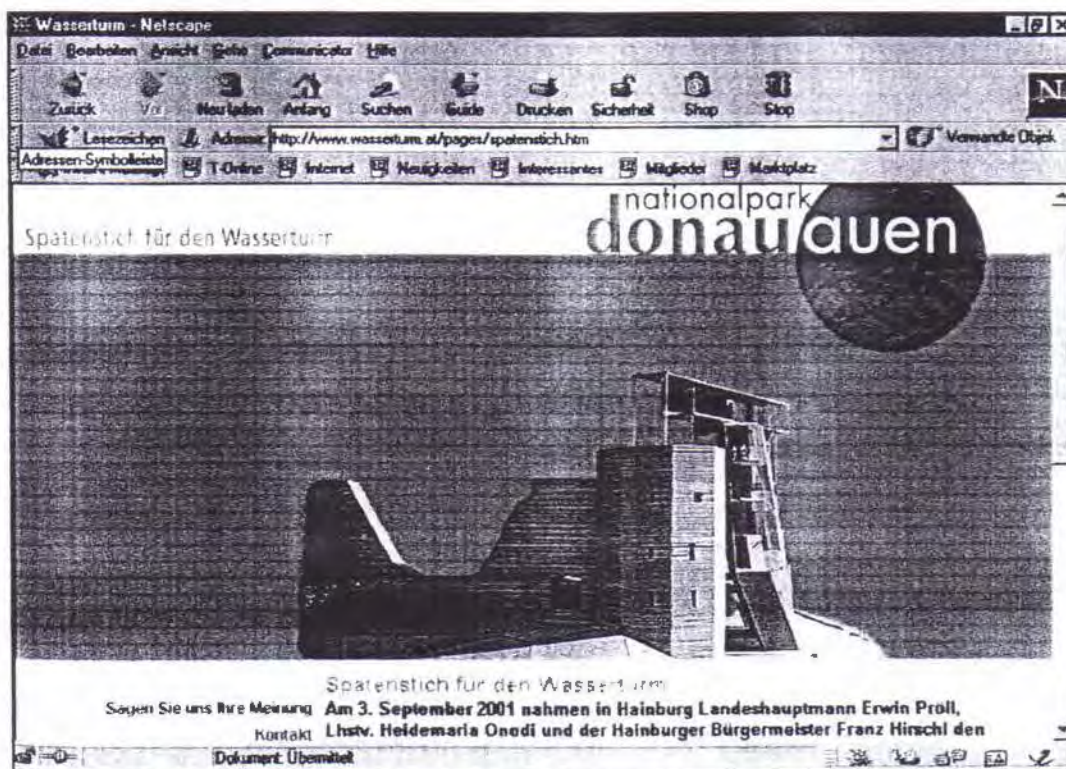 Wasserturm - Netscape
Datei Bearbeiten Ansicht Gehe Communicator Hilfe
Zurück Vor Neu laden Anfang Suchen Guide Drucken Sicherheit Shop Stop
N
Lesezeichen Adresse: http://www.wasserturm.at/pages/spatenstich.htm Verwandte Objek
Adressen-Symbolleiste T-Online Internet Neuigkeiten Interessantes Mitglieder Marktplatz
nationalpark
donauauen
Spatenstich für den Wasserturm
Spatenstich für den Wasserturm
Sagen Sie uns Ihre Meinung Am 3. September 2001 nahmen in Hainburg Landeshauptmann Erwin Pröll,
Kontakt Lhstv. Heidemaria Onodi und der Hainburger Bürgermeister Franz Hirschl den
Dokument: Übermittelt